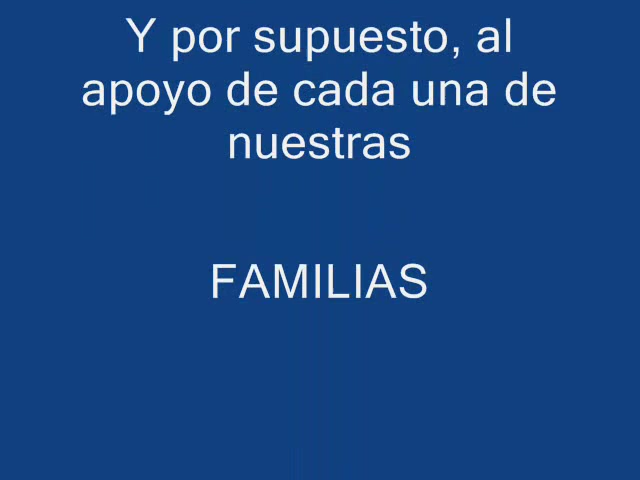 Y por supuesto, al
apoyo de cada una de
nuestras
FAMILIAS